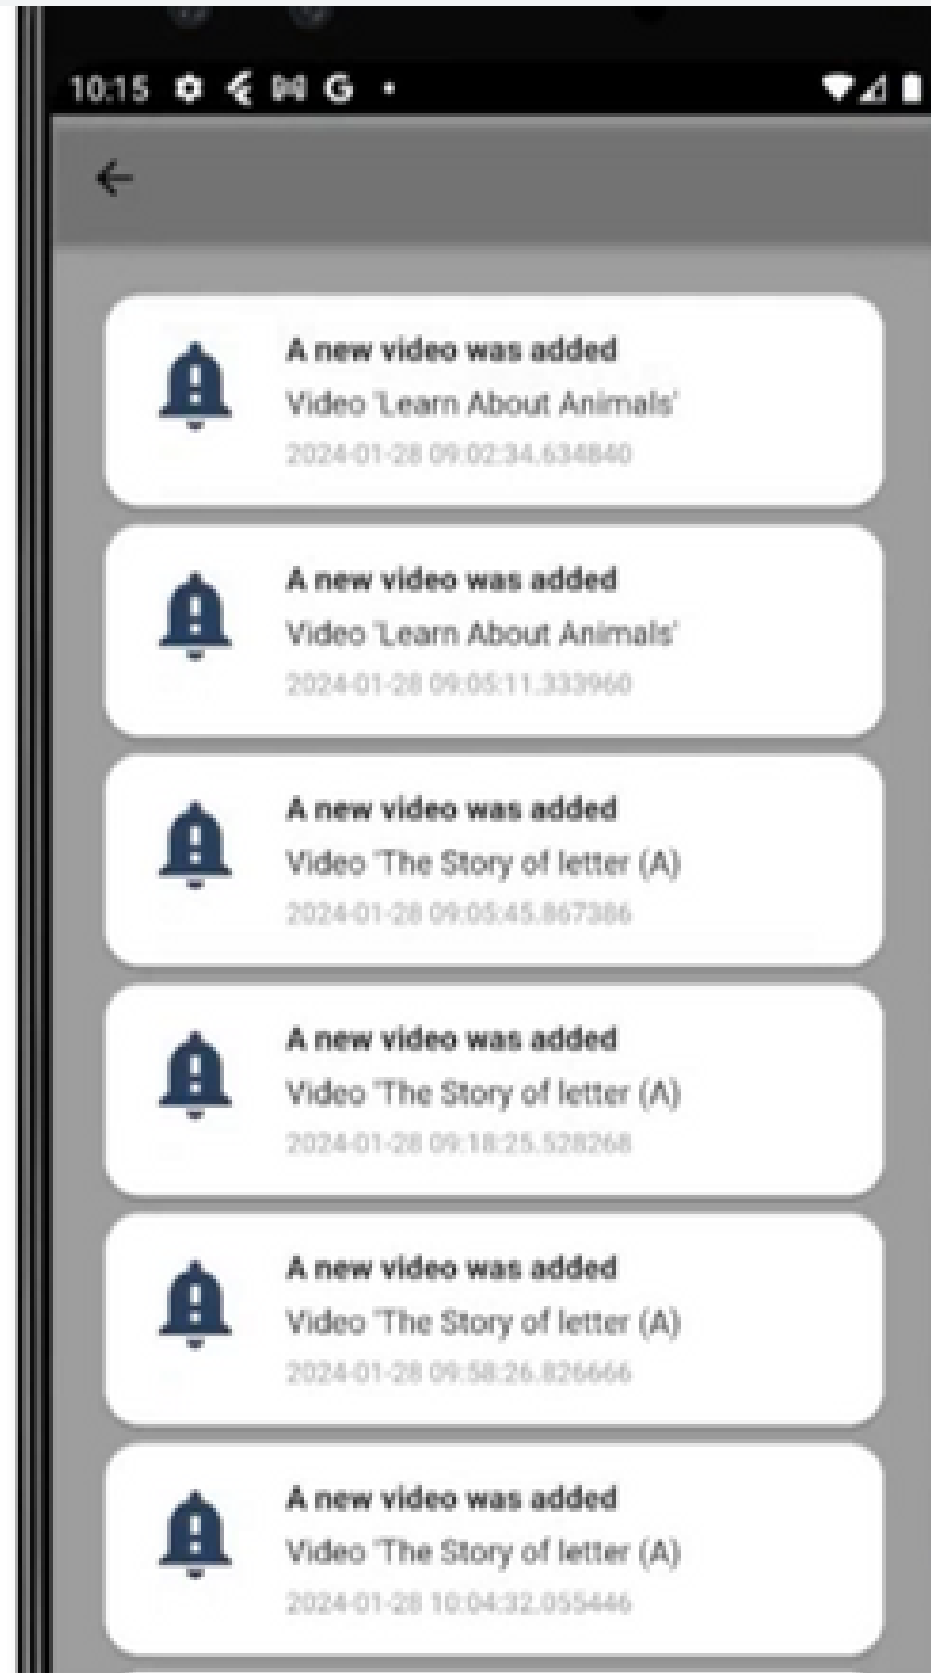 10:15 G
A new video was added
Video 'Learn About Animals'
2024-01-28 09:02:34.634840
A new video was added
Video 'Learn About Animals'
2024-01-28 09:05:11.333960
A new video was added
Video 'The Story of letter (A)
2024-01-28 09:05:45.867386
A new video was added
Video 'The Story of letter (A)
2024-01-28 09:18:25.528268
A new video was added
Video 'The Story of letter (A)
2024-01-28 09:58:26.826666
A new video was added
Video 'The Story of letter (A)
2024-01-28 10:04:32.055446